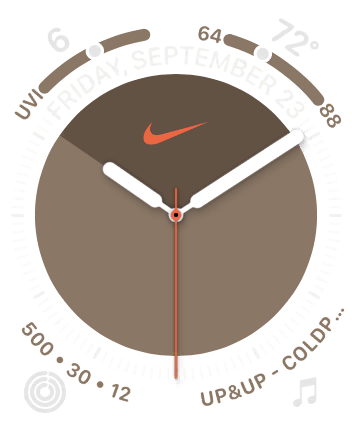 6
UVI
FRIDAY, SEPTEMBER 23
64
72°
88
500 • 30 • 12
UP&UP - COLDP...